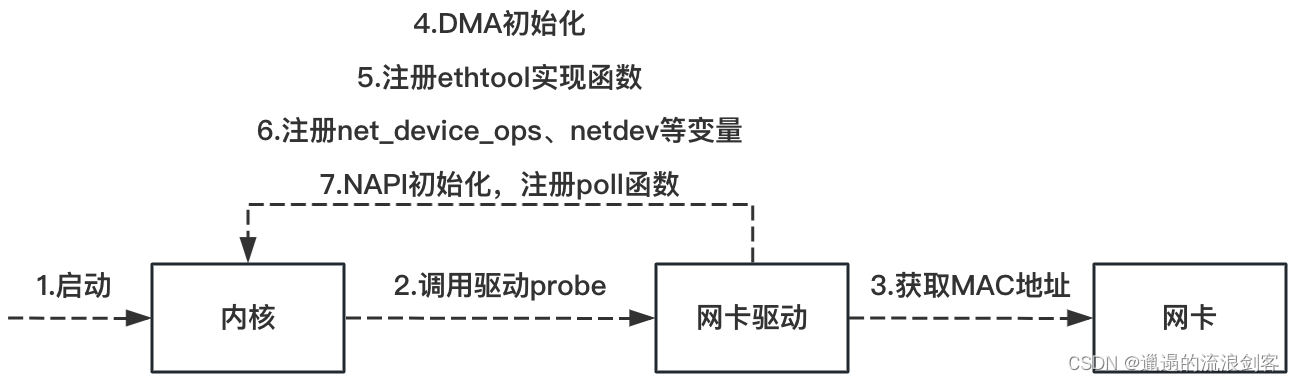 4.DMA初始化
5.注册ethtool实现函数
6.注册net_device_ops、netdev等变量
7.NAPI初始化，注册poll函数
1.启动
内核
2.调用驱动probe
网卡驱动
3.获取MAC地址
网卡
CSDN @邋遢的流浪剑客